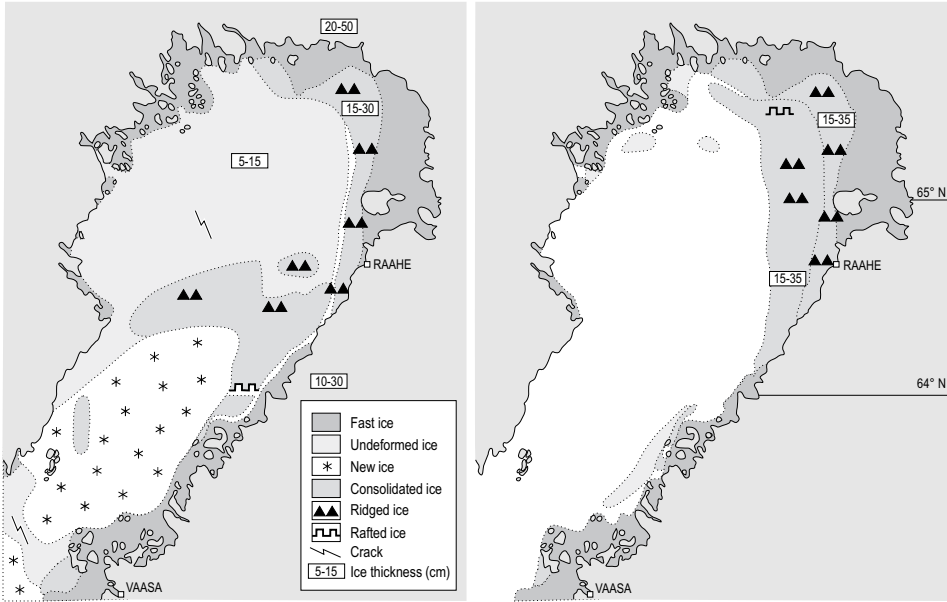 20-50
15-30
5-15
RAAHE
10-30
Fast ice
Undeformed ice
New ice
Consolidated ice
Ridged ice
Rafted ice
Crack
5-15 Ice thickness (cm)
VAASA
15-35
65° N
RAAHE
15-35
64° N
VAASA